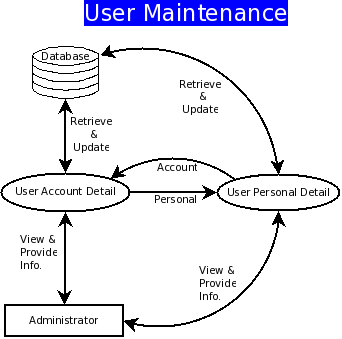 User Maintenance
Database
Retrieve
&
Update
Retrieve
&
Update
Account
User Account Detail
User Personal Detail
Personal
View &
Provide
Info.
View &
Provide
Info.
Administrator